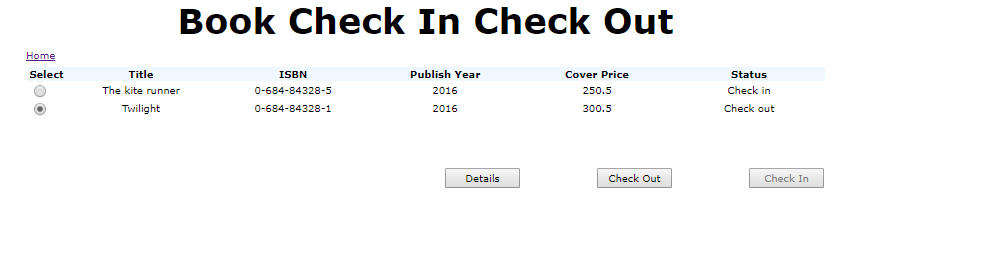 Book Check In Check Out
Home
Select Title ISBN Publish Year Cover Price Status
The kite runner 0-684-84328-5 2016 250.5 Check in
Twilight 0-684-84328-1 2016 300.5 Check out
Details Check Out Check In